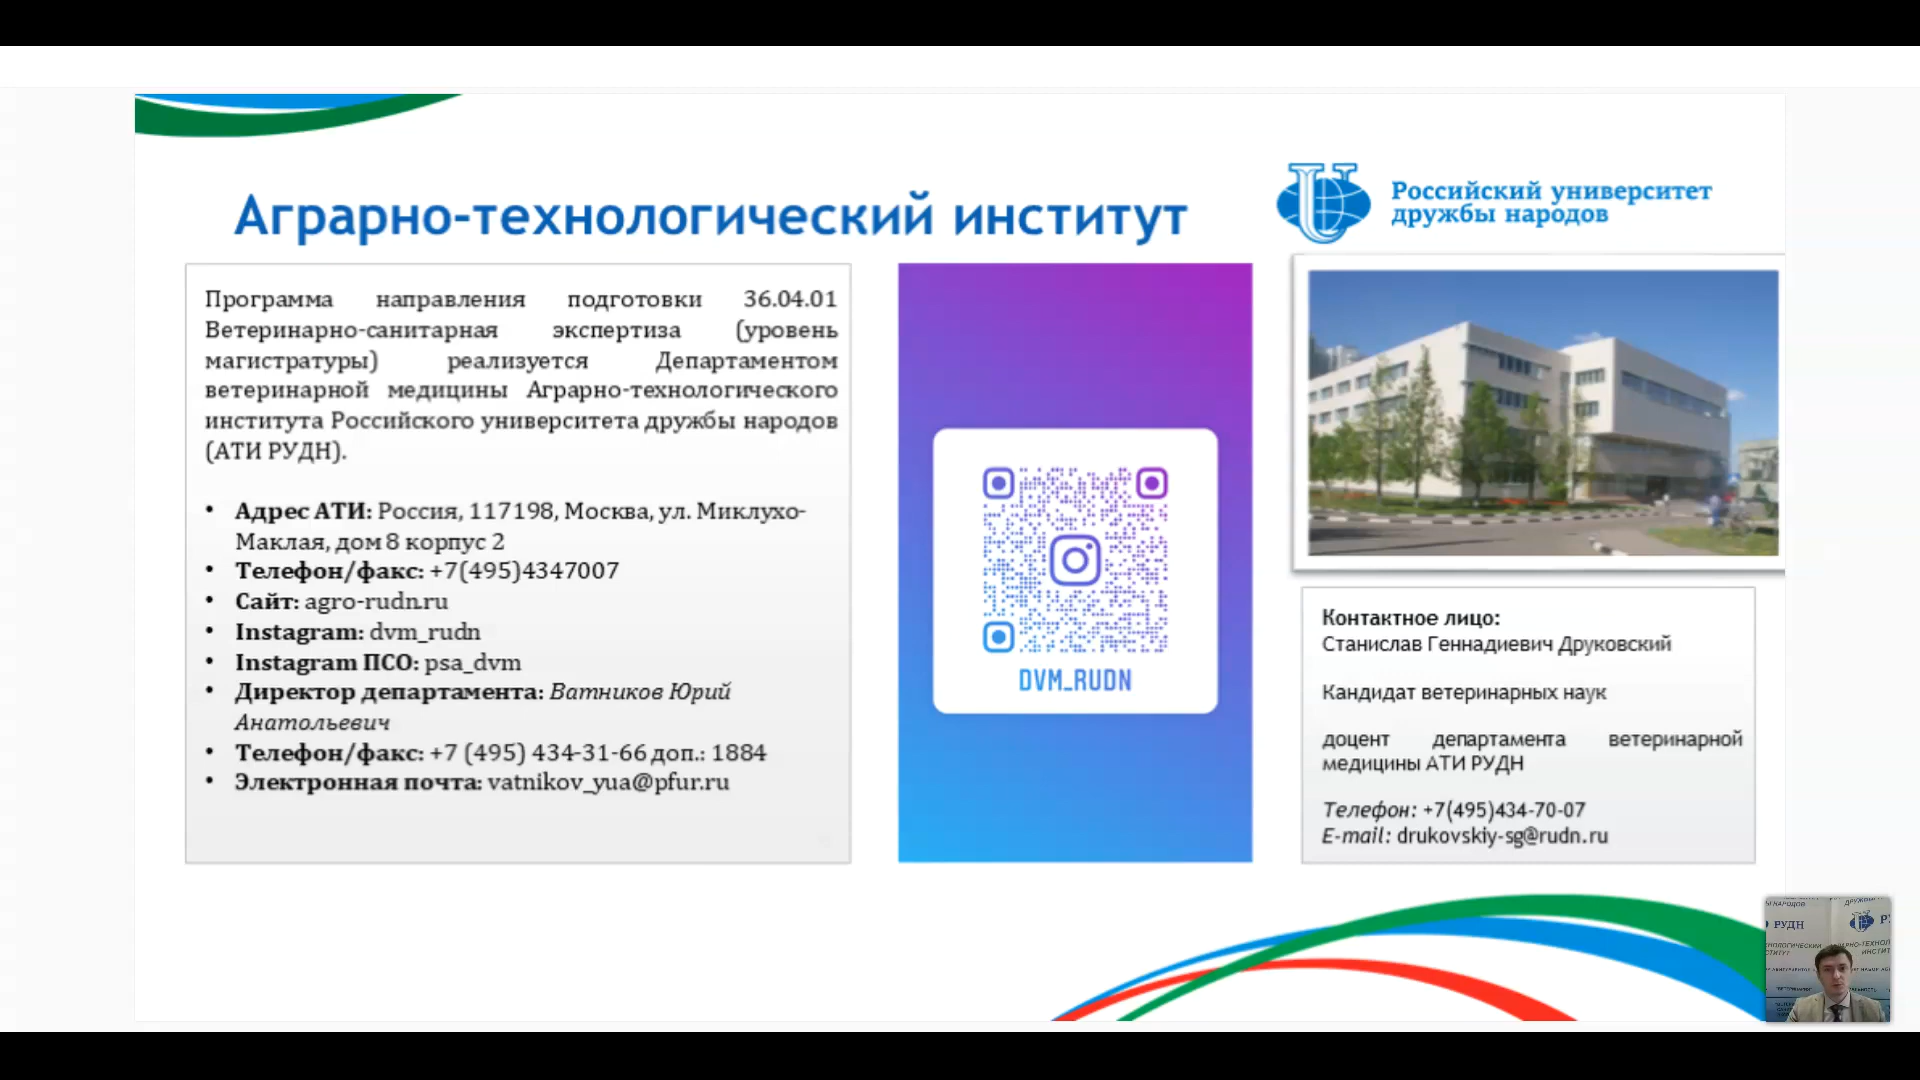 Аграрно-технологический институт
Российский университет
дружбы народов
Программа направления подготовки 36.04.01
Ветеринарно-санитарная экспертиза (уровень
магистратуры) реализуется Департаментом
ветеринарной медицины Аграрно-технологического
института Российского университета дружбы народов
(АТИ РУДН).
• Адрес АТИ: Россия, 117198, Москва, ул. Миклухо-
Маклая, дом 8 корпус 2
• Телефон/факс: +7(495)4347007
• Сайт: agro-rudn.ru
• Instagram: dvm_rudn
• Instagram ПСО: psa_dvm
• Директор департамента: Ватников Юрий
Анатольевич
• Телефон/факс: +7 (495) 434-31-66 доп.: 1884
• Электронная почта: vatnikov_yua@pfur.ru
DVM_RUDN
Контактное лицо:
Станислав Геннадиевич Друковский
Кандидат ветеринарных наук
доцент департамента ветеринарной
медицины АТИ РУДН
Телефон: +7(495)434-70-07
E-mail: drukovskiy-sg@rudn.ru
РУДН